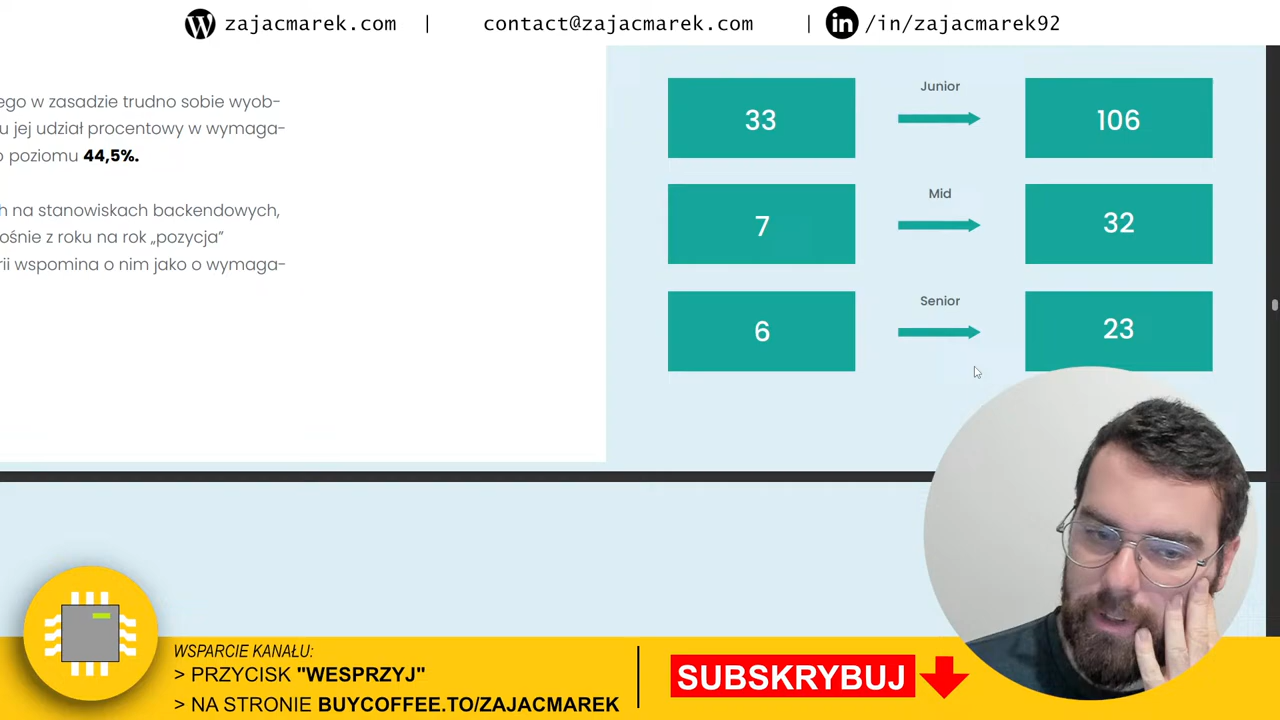 zajacmarek.com | contact@zajacmarek.com | /in/zajacmarek92
ego w zasadzie trudno sobie wyob-
u jej udział procentowy w wymaga-
o poziomu 44,5%.
h na stanowiskach backendowych,
ośnie z roku na rok „pozycja”
rii wspomina o nim jako o wymaga-
33 Junior 106
7 Mid 32
6 Senior 23
WSPARCIE KANAŁU:
> PRZYCISK "WESPRZYJ"
> NA STRONIE BUYCOFFEE.TO/ZAJACMAREK
SUBSKRYBUJ